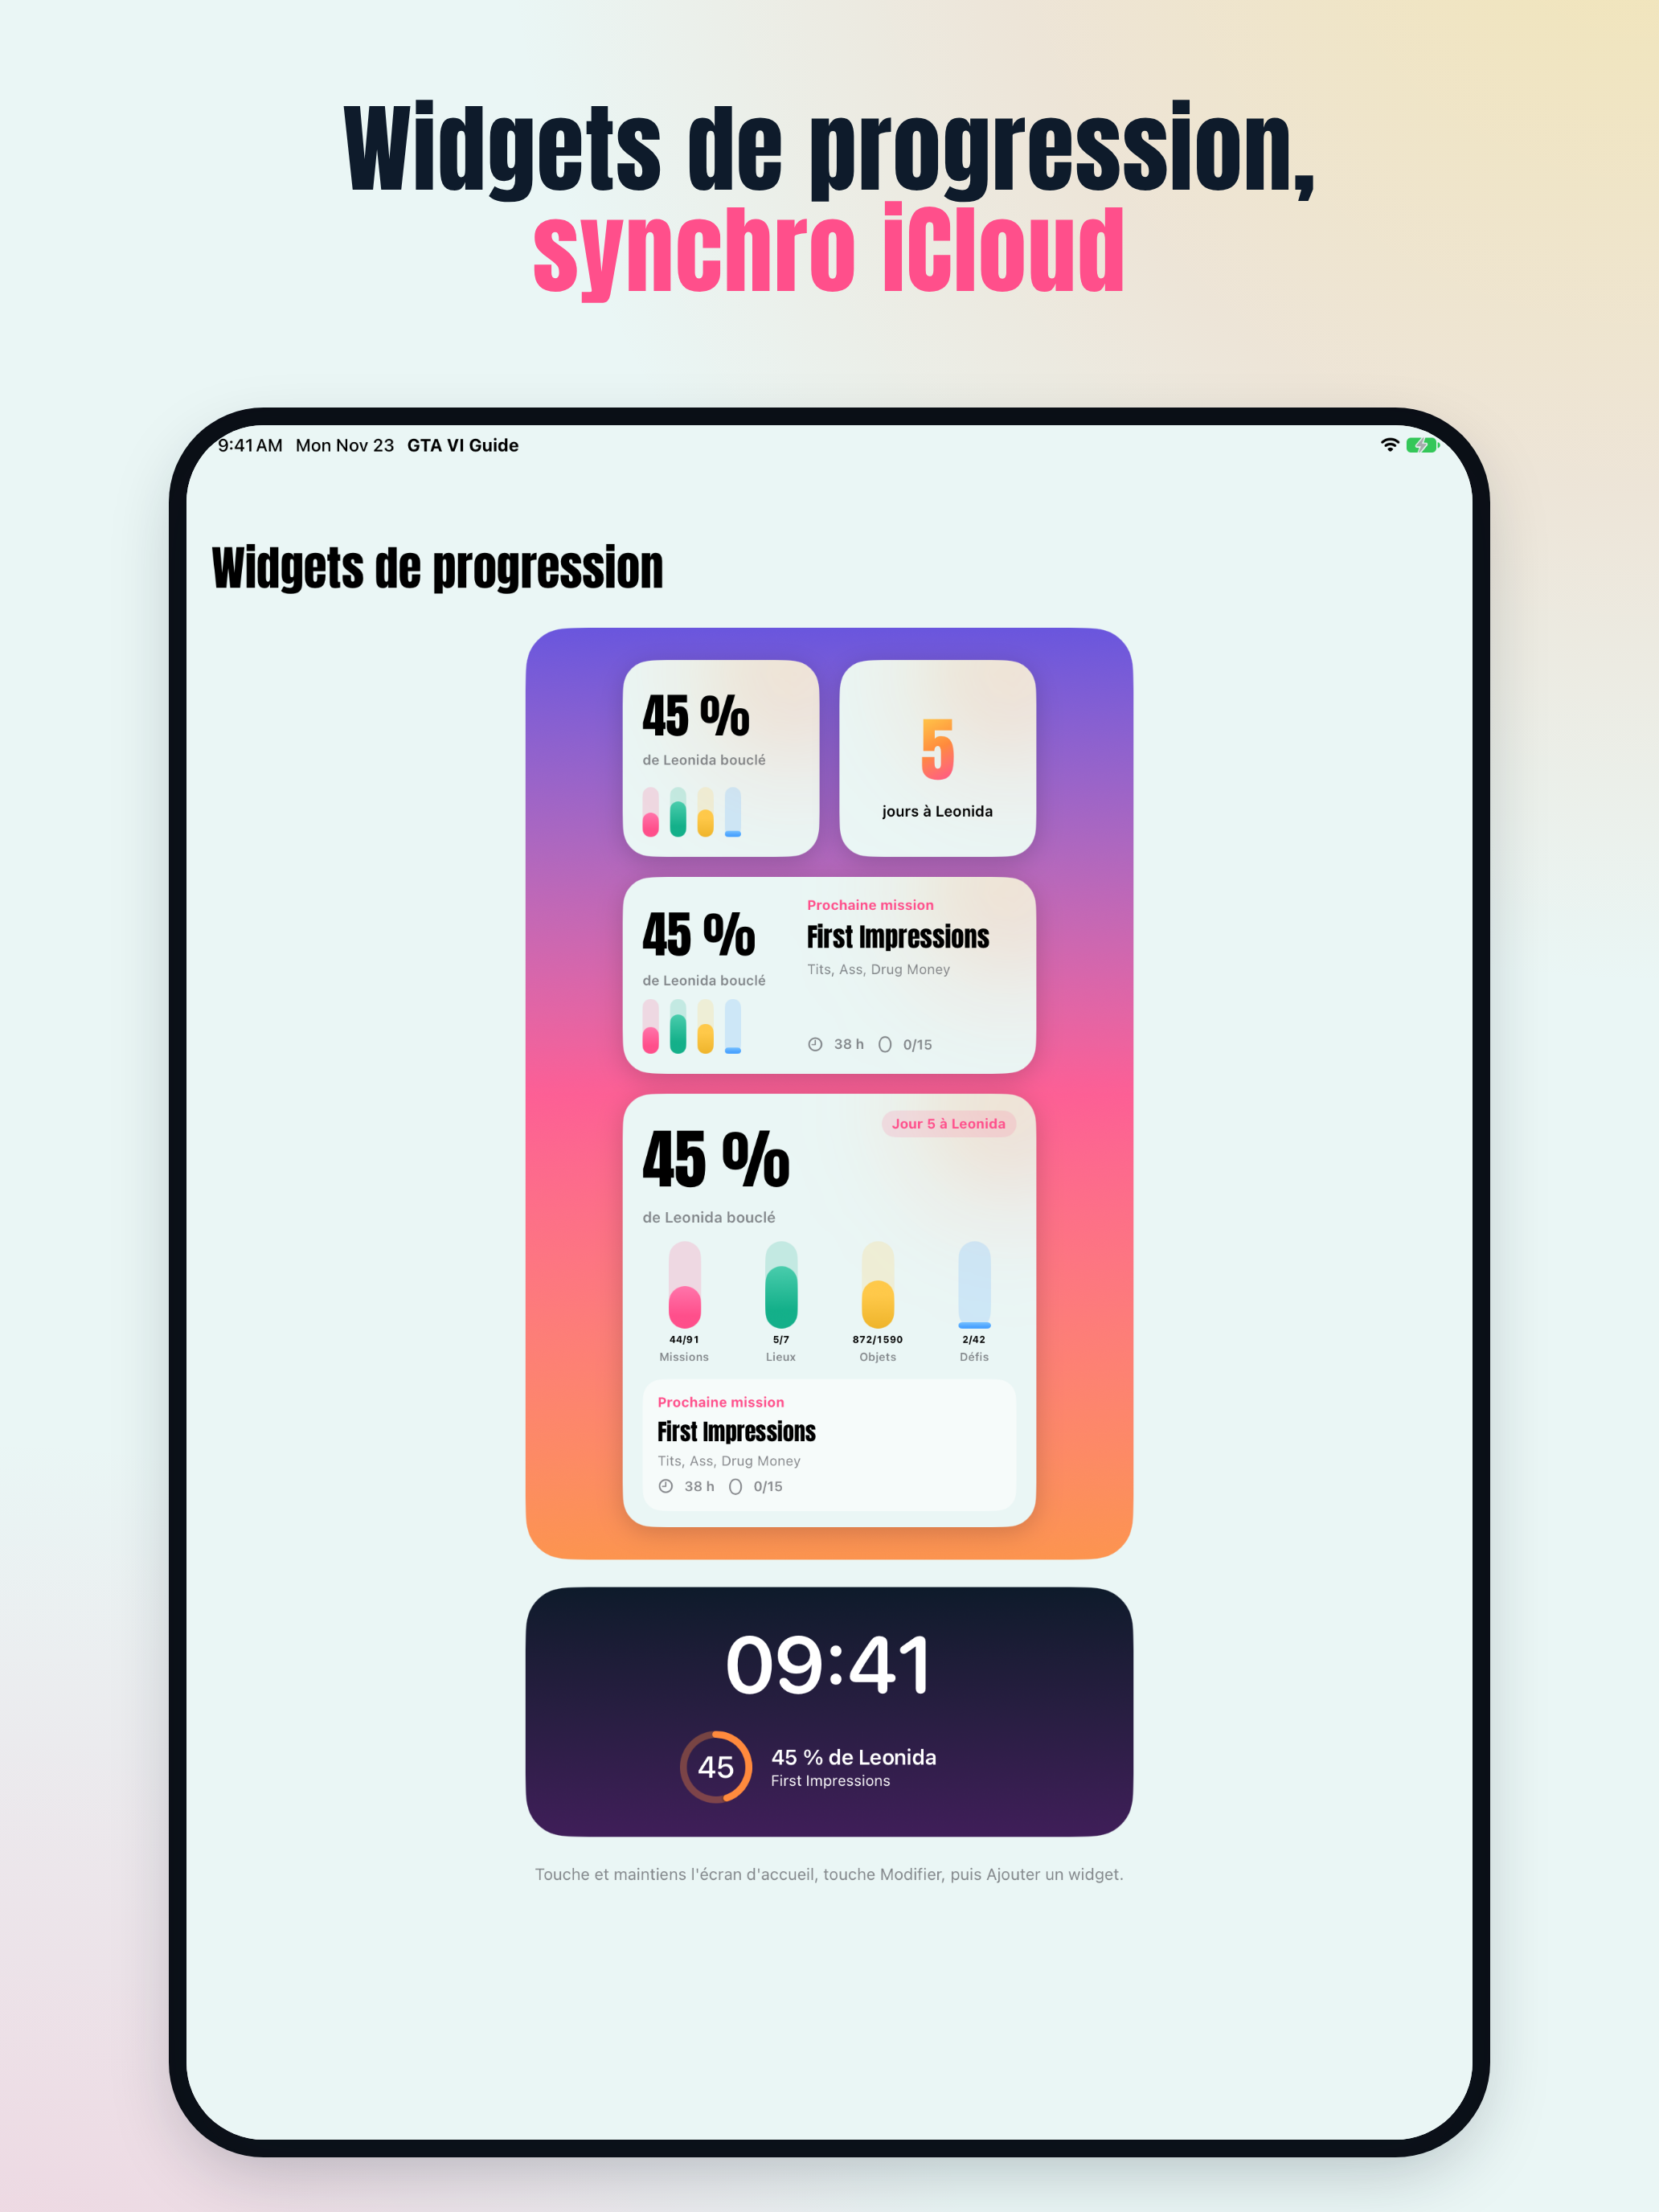 Widgets de progression,
synchro iCloud
9:41 AM Mon Nov 23 GTA VI Guide
Widgets de progression
45 %
de Leonida bouclé
5
jours à Leonida
45 %
de Leonida bouclé
Prochaine mission
First Impressions
Tits, Ass, Drug Money
38 h 0/15
Jour 5 à Leonida
45 %
de Leonida bouclé
44/91 5/7 872/1590 2/42
Missions Lieux Objets Défis
Prochaine mission
First Impressions
Tits, Ass, Drug Money
38 h 0/15
09:41
45
45 % de Leonida
First Impressions
Touche et maintiens l'écran d'accueil, touche Modifier, puis Ajouter un widget.